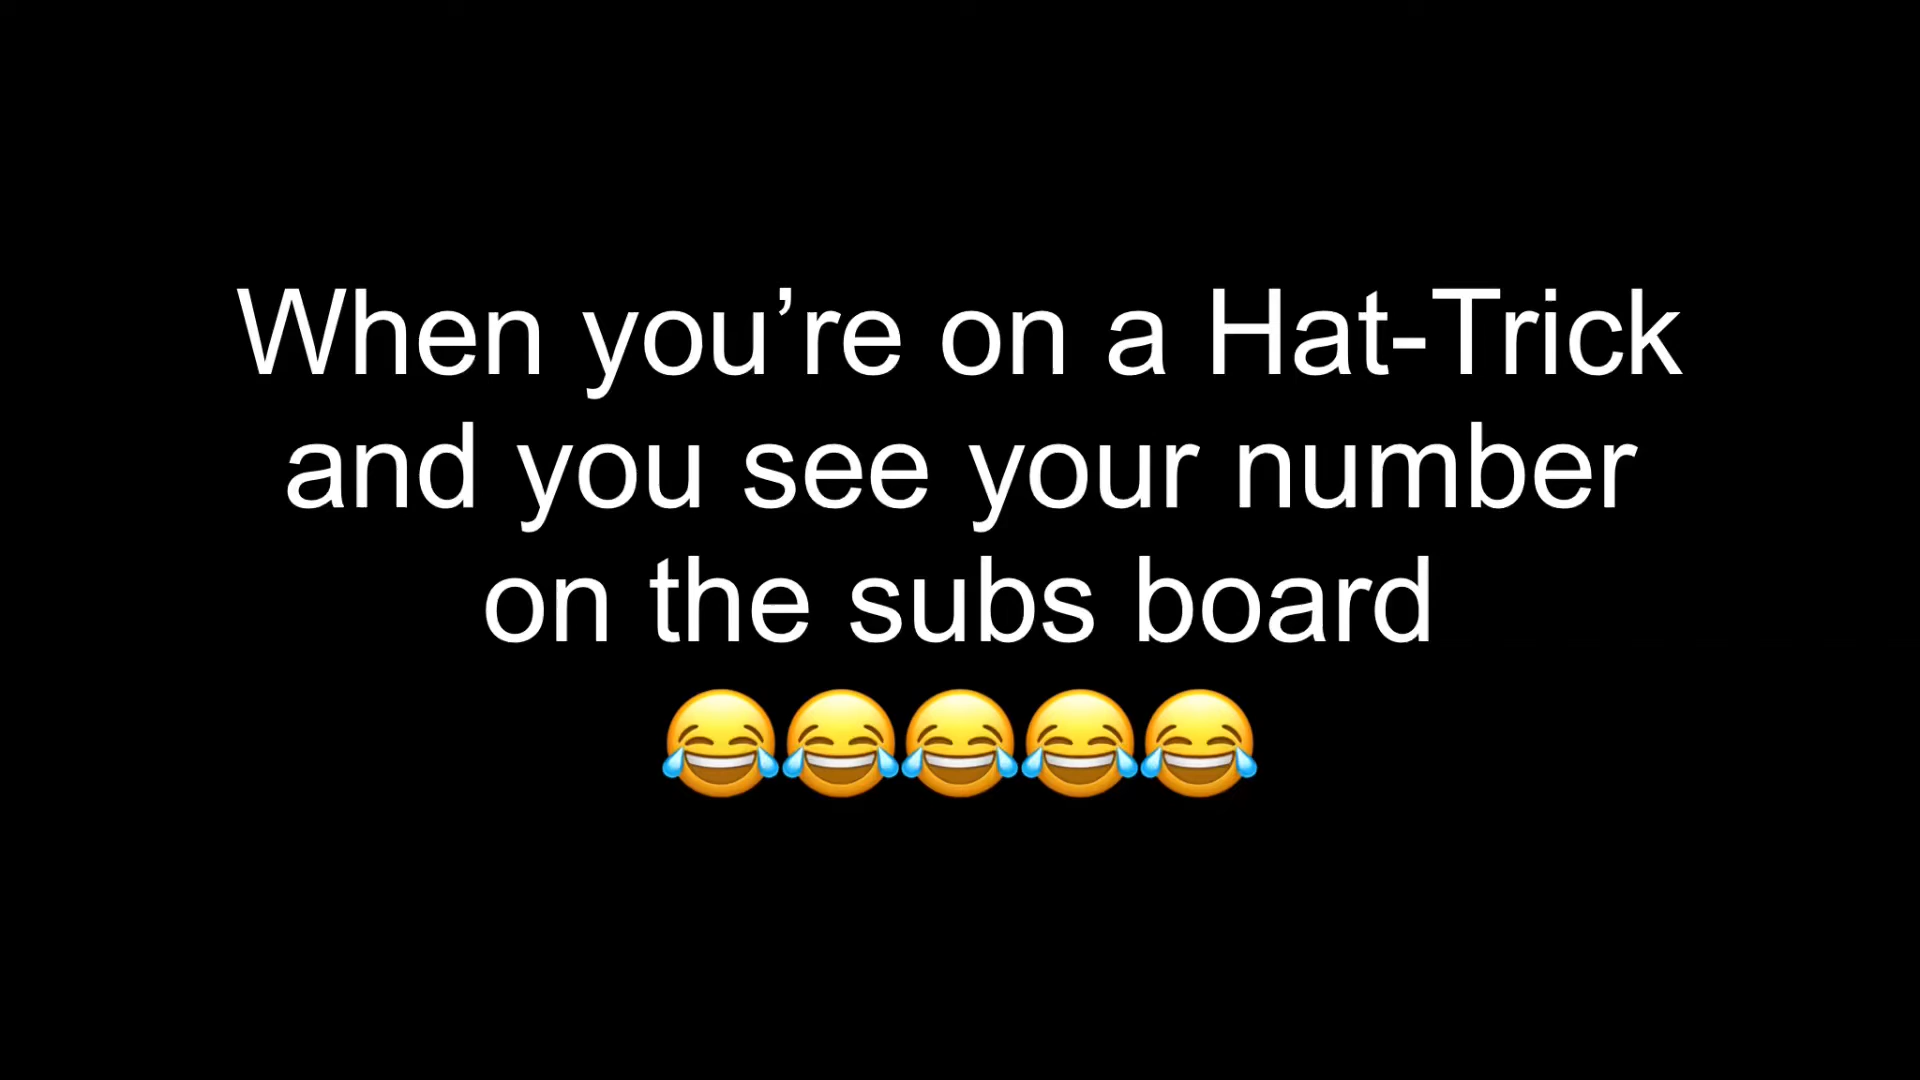 When you’re on a Hat-Trick
and you see your number
on the subs board
😂😂😂😂😂